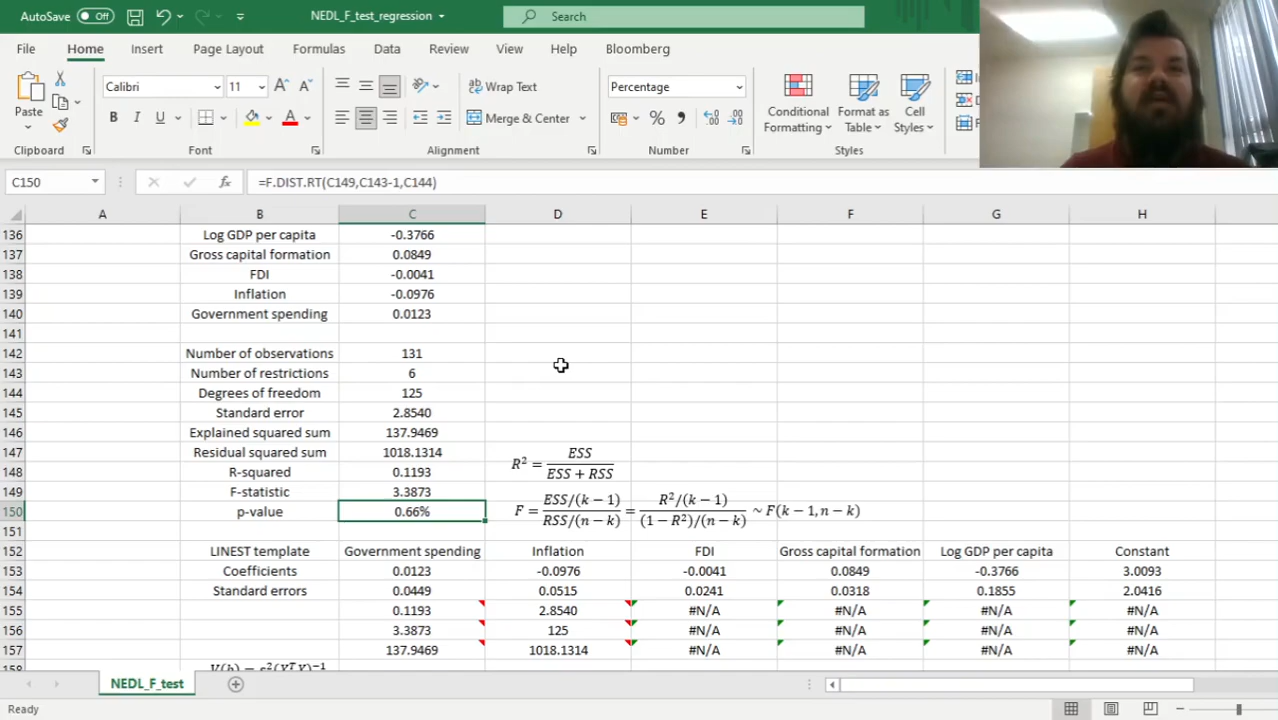 AutoSave Off NEDL_F_test_regression Search
File Home Insert Page Layout Formulas Data Review View Help Bloomberg
Paste Calibri 11 Wrap Text Merge & Center Percentage Conditional Formatting Format as Table Cell Styles
Clipboard Font Alignment Number Styles
C150 =F.DIST.RT(C149,C143-1,C144)
A B C D E F G H
136 Log GDP per capita -0.3766
137 Gross capital formation 0.0849
138 FDI -0.0041
139 Inflation -0.0976
140 Government spending 0.0123
141
142 Number of observations 131
143 Number of restrictions 6
144 Degrees of freedom 125
145 Standard error 2.8540
146 Explained squared sum 137.9469
147 Residual squared sum 1018.1314
148 R-squared 0.1193 R² = ESS / (ESS + RSS)
149 F-statistic 3.3873
150 p-value 0.66% F = ESS/(k − 1) / RSS/(n − k) = R²/(k − 1) / (1 − R²)/(n − k) ~ F(k − 1, n − k)
151
152 LINEST template Government spending Inflation FDI Gross capital formation Log GDP per capita Constant
153 Coefficients 0.0123 -0.0976 -0.0041 0.0849 -0.3766 3.0093
154 Standard errors 0.0449 0.0515 0.0241 0.0318 0.1855 2.0416
155 0.1193 2.8540 #N/A #N/A #N/A #N/A
156 3.3873 125 #N/A #N/A #N/A #N/A
157 137.9469 1018.1314 #N/A #N/A #N/A #N/A
NEDL_F_test
Ready